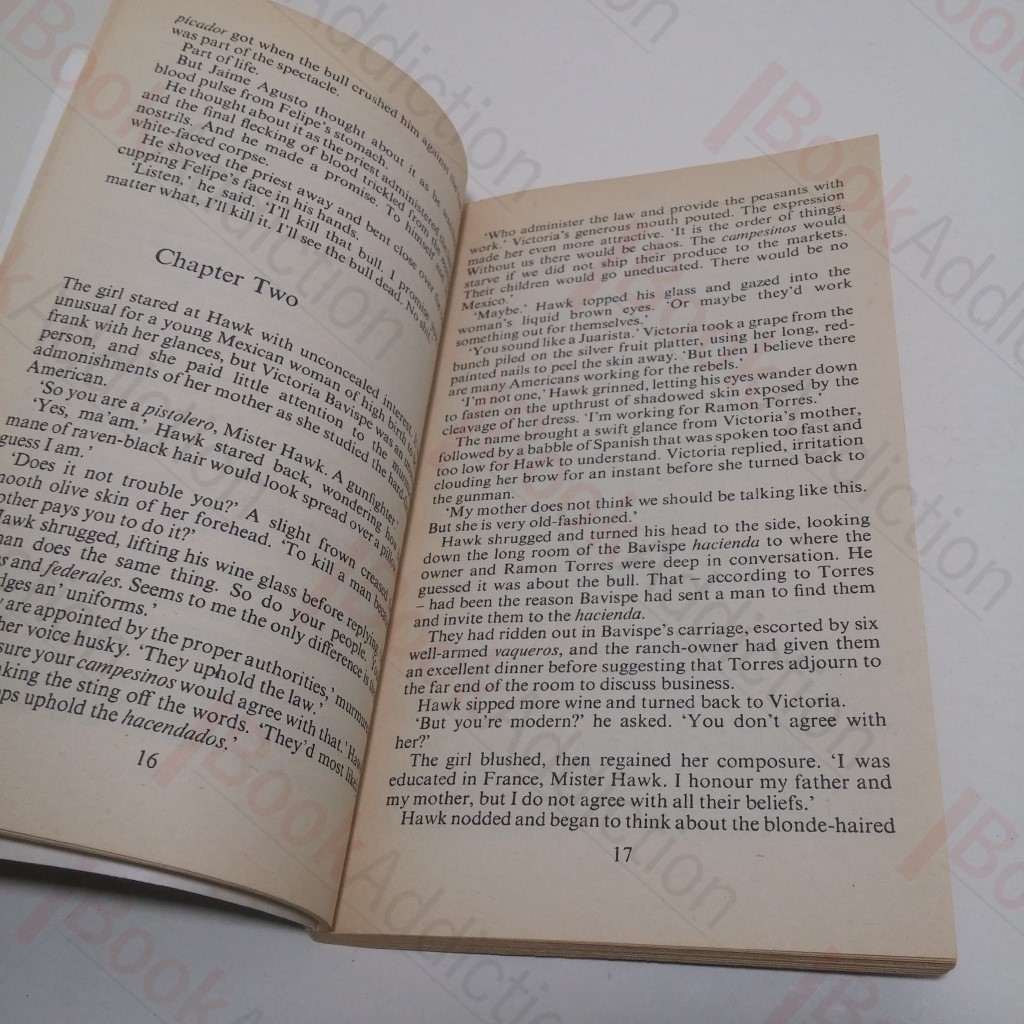 picador got when the bull crushed him against the
was part of the spectacle.
Part of life.
But Jaime Agusto thought about it as he
blood pulse from Felipe's stomach.
He thought about it as the priest administered the
and the final flecking of blood trickled from the
nostrils. And he made a promise. To himself and
white-faced corpse.
He shoved the priest away and bent close over the
cupping Felipe's face in his hands.
'Listen,' he said. 'I'll kill that bull. I promise
matter what, I'll kill it. I'll see the bull dead. No
Chapter Two
The girl stared at Hawk with unconcealed interest.
unusual for a young Mexican woman of high birth to
frank with her glances, but Victoria Bavispe was an
person, and she paid little attention to the
admonishments of her mother as she studied the hard
American.
'So you are a pistolero, Mister Hawk. A gunfighter.'
'Yes, ma'am.' Hawk stared back, wondering how
mane of raven-black hair would look spread over a pillow
guess I am.'
'Does it not trouble you?' A slight frown creased
smooth olive skin of her forehead. 'To kill a man because
other pays you to do it?'
Hawk shrugged, lifting his wine glass before replying.
man does the same thing. So do your people. You
and federales. Seems to me the only difference is the
badges an' uniforms.'
are appointed by the proper authorities,' murmured
her voice husky. 'They uphold the law.'
sure your campesinos would agree with that.' Hawk
taking the sting off the words. 'They'd most likely
uphold the hacendados.'
16
'Who administer the law and provide the peasants with
work.' Victoria's generous mouth pouted. The expression
made her even more attractive. 'It is the order of things.
Without us there would be chaos. The campesinos would
starve if we did not ship their produce to the markets.
Their children would go uneducated. There would be no
Mexico.'
'Maybe.' Hawk topped his glass and gazed into the
woman's liquid brown eyes. 'Or maybe they'd work
something out for themselves.'
'You sound like a Juarista.' Victoria took a grape from the
bunch piled on the silver fruit platter, using her long, red-
painted nails to peel the skin away. 'But then I believe there
are many Americans working for the rebels.'
'I'm not one,' Hawk grinned, letting his eyes wander down
to fasten on the upthrust of shadowed skin exposed by the
cleavage of her dress. 'I'm working for Ramon Torres.'
The name brought a swift glance from Victoria's mother,
followed by a babble of Spanish that was spoken too fast and
too low for Hawk to understand. Victoria replied, irritation
clouding her brow for an instant before she turned back to
the gunman.
'My mother does not think we should be talking like this.
But she is very old-fashioned.'
Hawk shrugged and turned his head to the side, looking
down the long room of the Bavispe hacienda to where the
owner and Ramon Torres were deep in conversation. He
guessed it was about the bull. That – according to Torres
– had been the reason Bavispe had sent a man to find them
and invite them to the hacienda.
They had ridden out in Bavispe's carriage, escorted by six
well-armed vaqueros, and the ranch-owner had given them
an excellent dinner before suggesting that Torres adjourn to
the far end of the room to discuss business.
Hawk sipped more wine and turned back to Victoria.
'But you're modern?' he asked. 'You don't agree with
her?'
The girl blushed, then regained her composure. 'I was
educated in France, Mister Hawk. I honour my father and
my mother, but I do not agree with all their beliefs.'
Hawk nodded and began to think about the blonde-haired
17